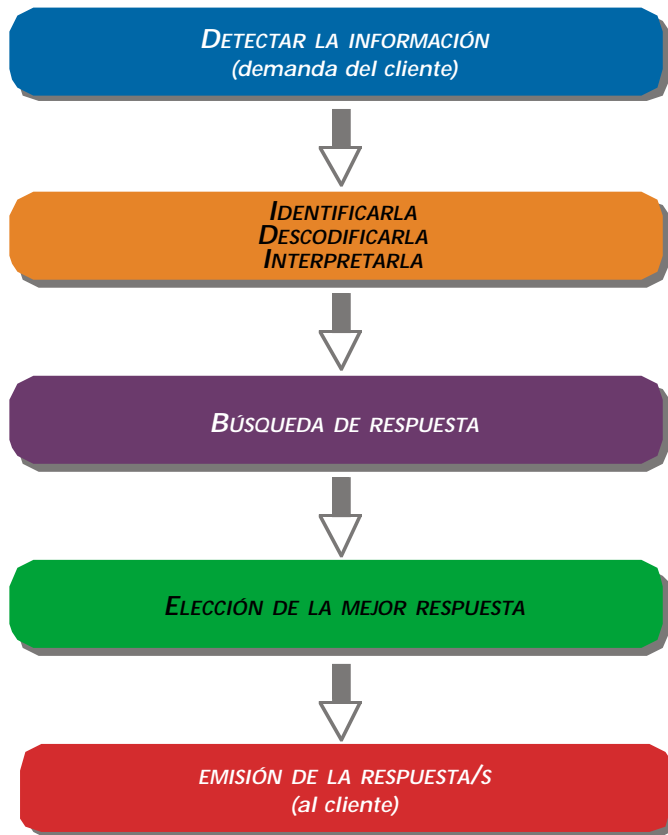 DETECTAR LA INFORMACIÓN
(demanda del cliente)
IDENTIFICARLA
DESCODIFICARLA
INTERPRETARLA
BÚSQUEDA DE RESPUESTA
ELECCIÓN DE LA MEJOR RESPUESTA
EMISIÓN DE LA RESPUESTA/S
(al cliente)